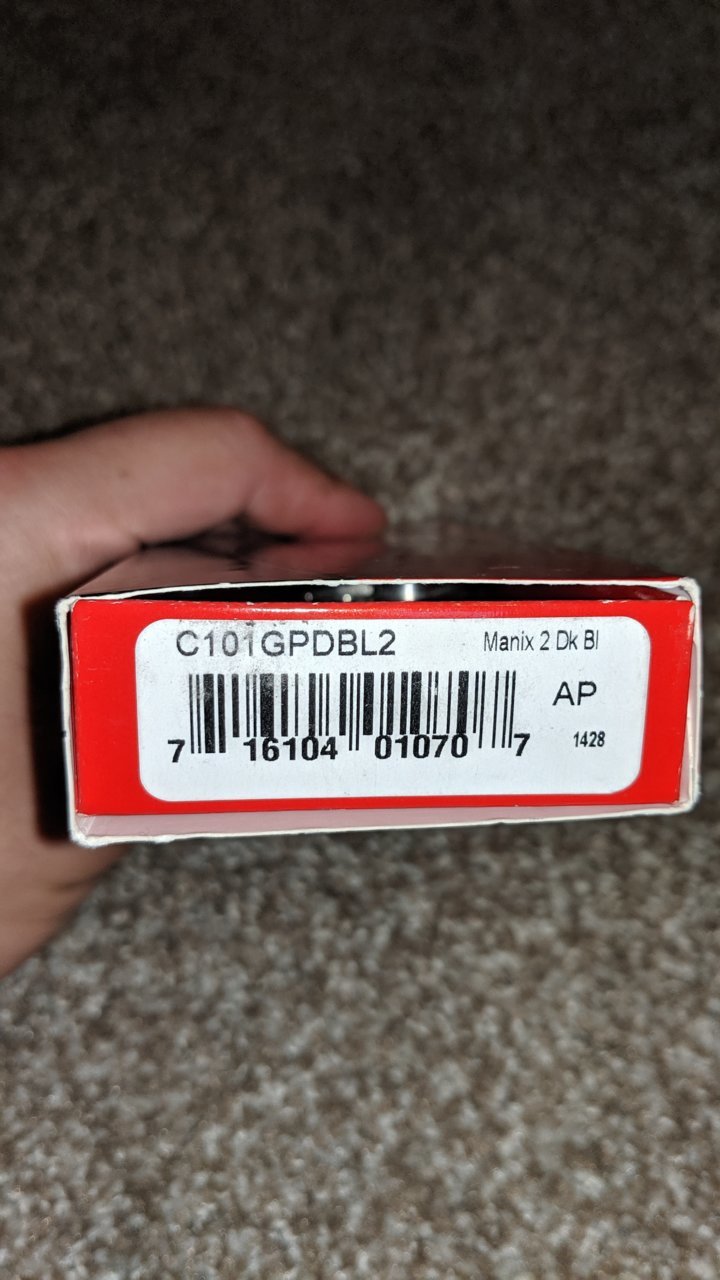 C101GPDBL2 Manix 2 Dk Bl
AP
7 16104 01070 7 1428